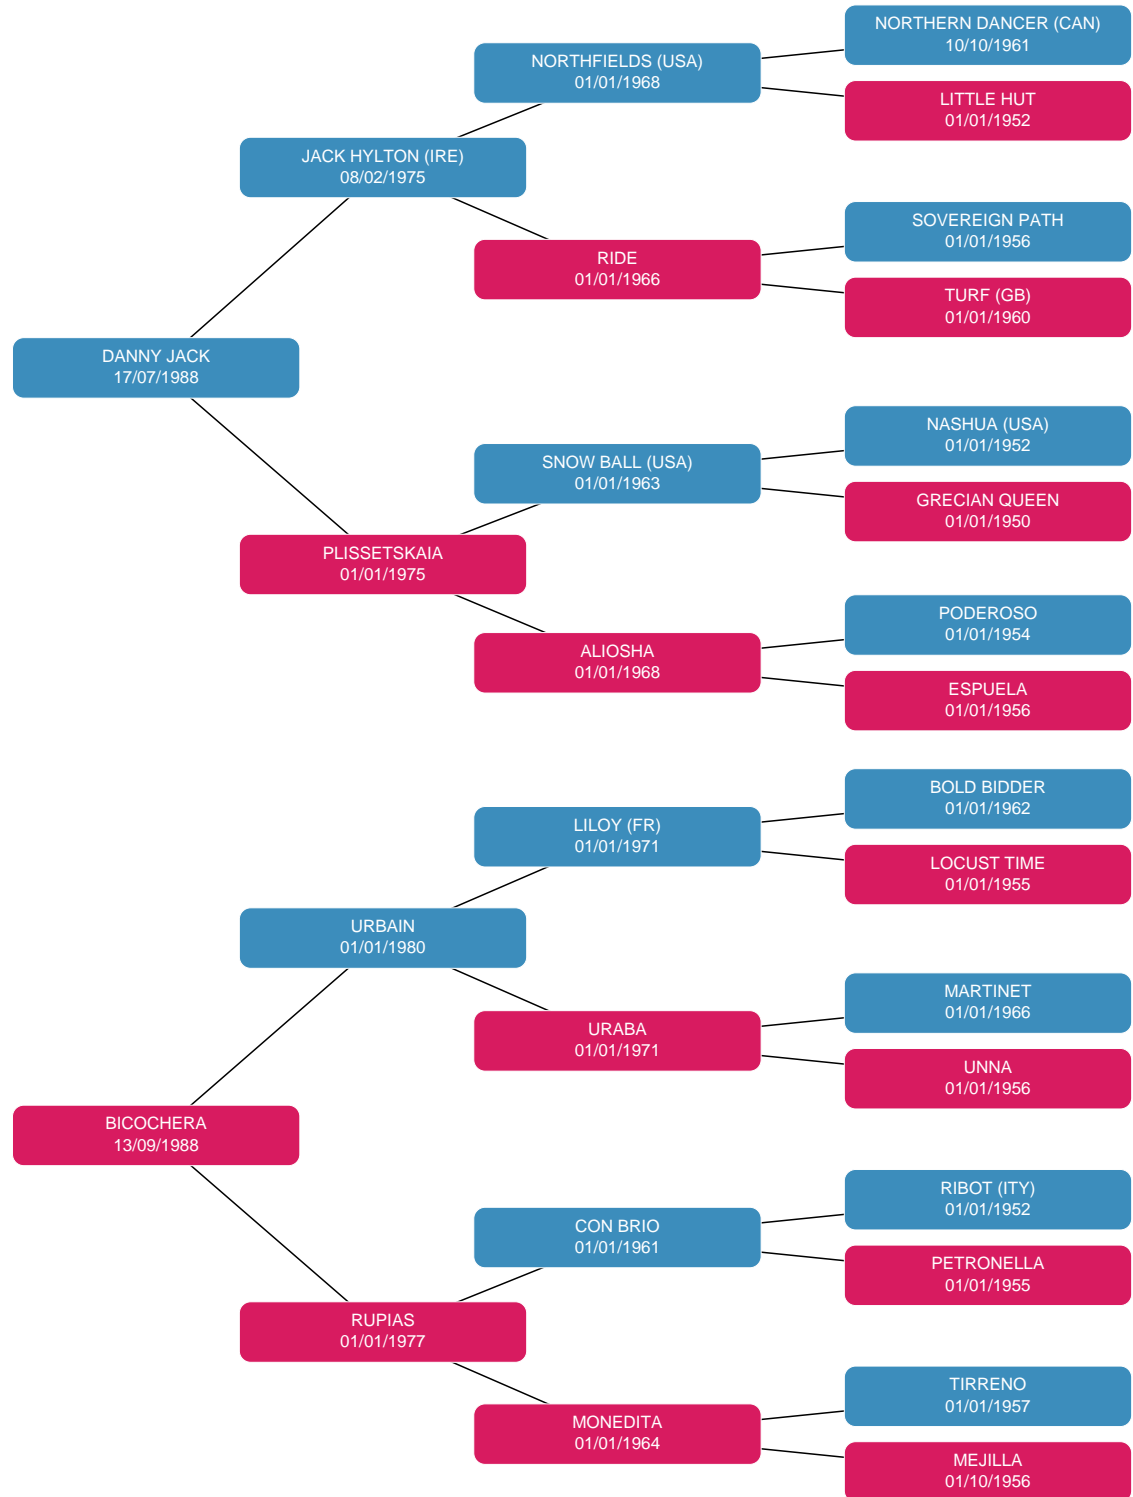 NORTHERN DANCER (CAN)
10/10/1961
NORTHFIELDS (USA)
01/01/1968
LITTLE HUT
01/01/1952
JACK HYLTON (IRE)
08/02/1975
SOVEREIGN PATH
01/01/1956
RIDE
01/01/1966
TURF (GB)
01/01/1960
DANNY JACK
17/07/1988
NASHUA (USA)
01/01/1952
SNOW BALL (USA)
01/01/1963
GRECIAN QUEEN
01/01/1950
PLISSETSKAIA
01/01/1975
PODEROSO
01/01/1954
ALIOSHA
01/01/1968
ESPUELA
01/01/1956
BOLD BIDDER
01/01/1962
LILOY (FR)
01/01/1971
LOCUST TIME
01/01/1955
URBAIN
01/01/1980
MARTINET
01/01/1966
URABA
01/01/1971
UNNA
01/01/1956
BICOCHERA
13/09/1988
RIBOT (ITY)
01/01/1952
CON BRIO
01/01/1961
PETRONELLA
01/01/1955
RUPIAS
01/01/1977
TIRRENO
01/01/1957
MONEDITA
01/01/1964
MEJILLA
01/10/1956